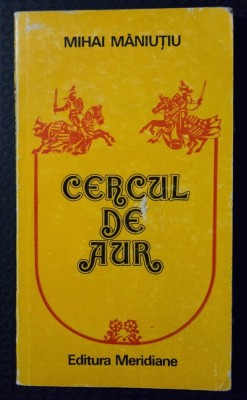 MIHAI MĂNIUȚIU
CERCUL
DE
AUR
Editura Meridiane